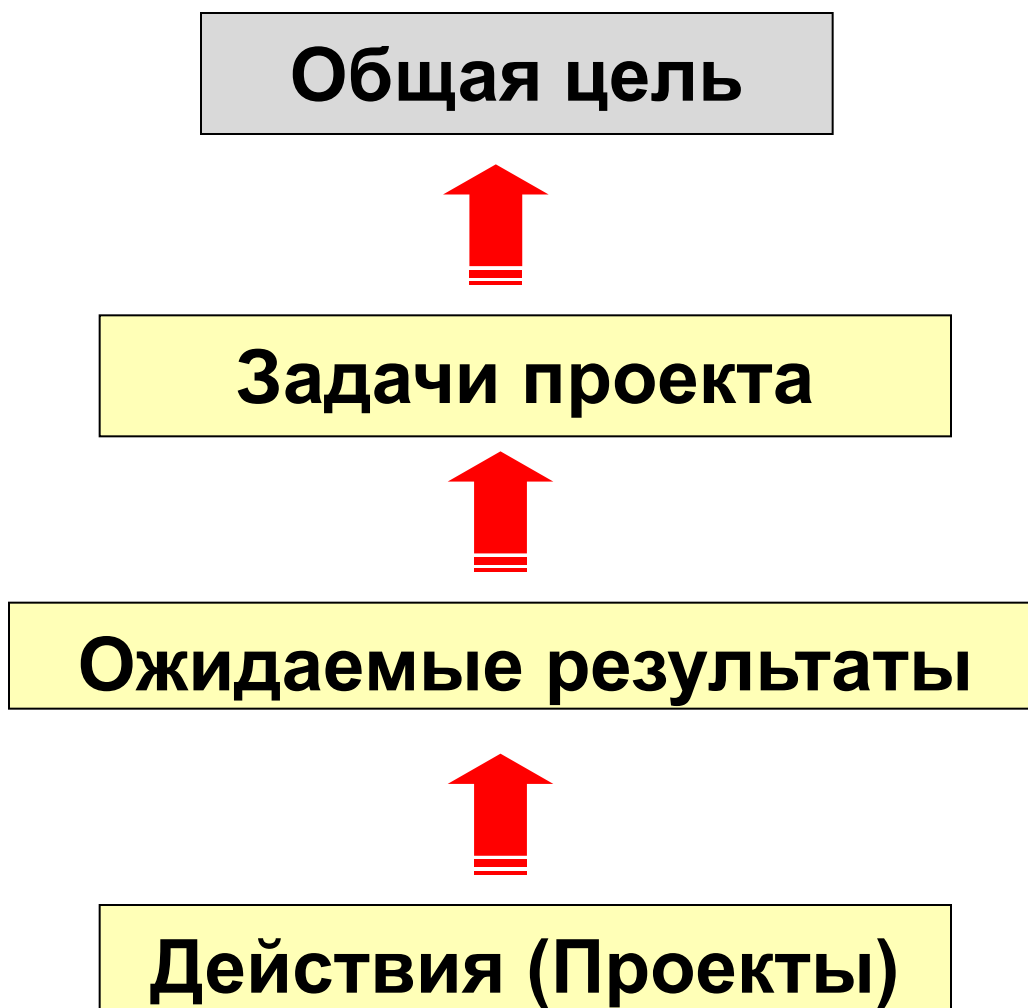 Общая цель
Задачи проекта
Ожидаемые результаты
Действия (Проекты)